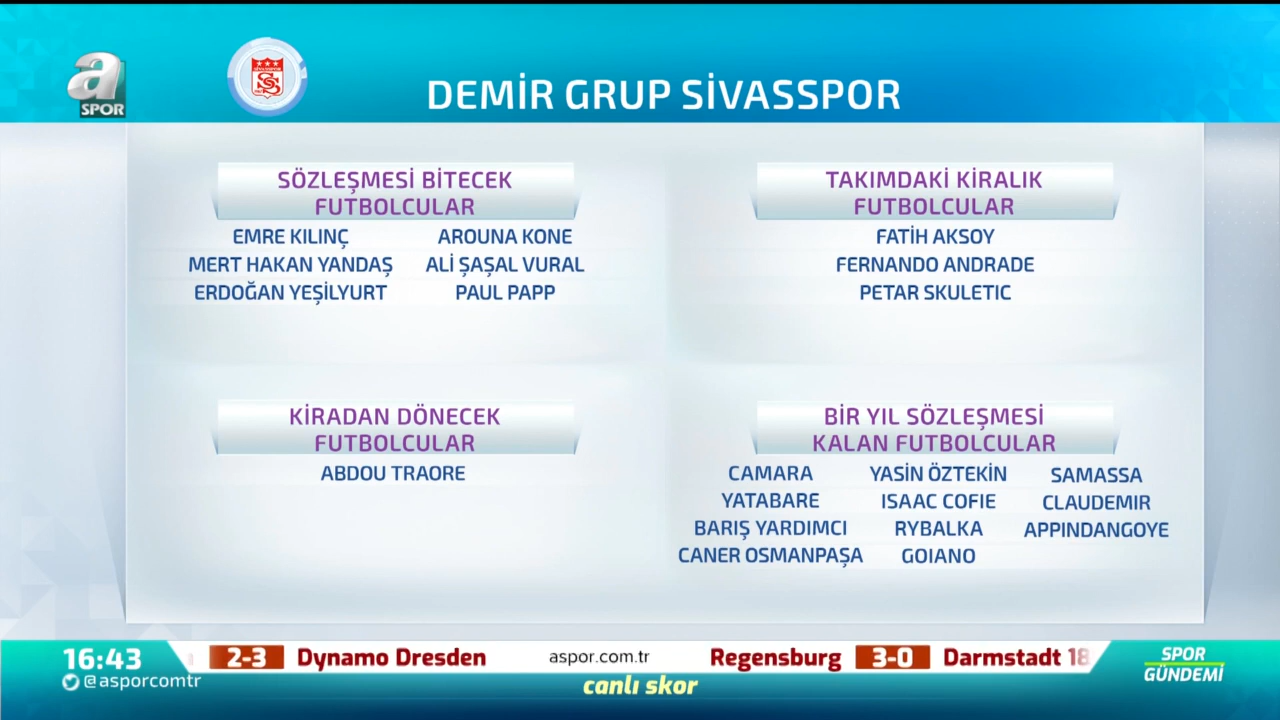 a
SPOR
DEMİR GRUP SİVASSPOR
SÖZLEŞMESİ BİTECEK
FUTBOLCULAR
EMRE KILINÇ
MERT HAKAN YANDAŞ
ERDOĞAN YEŞİLYURT
AROUNA KONE
ALİ ŞAŞAL VURAL
PAUL PAPP
TAKIMDAKİ KİRALIK
FUTBOLCULAR
FATİH AKSOY
FERNANDO ANDRADE
PETAR SKULETIC
KİRADAN DÖNECEK
FUTBOLCULAR
ABDOU TRAORE
BİR YIL SÖZLEŞMESİ
KALAN FUTBOLCULAR
CAMARA
YATABARE
BARIŞ YARDIMCI
CANER OSMANPAŞA
YASİN ÖZTEKİN
ISAAC COFIE
RYBALKA
GOIANO
SAMASSA
CLAUDEMIR
APPINDANGOYE
16:43
@asporcomtr
2-3 Dynamo Dresden
aspor.com.tr
Regensburg 3-0 Darmstadt 18
canlı skor
SPOR
GÜNDEMİ